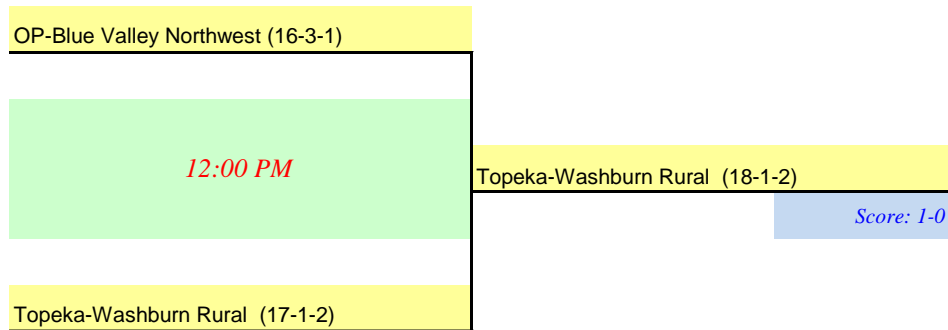 OP-Blue Valley Northwest (16-3-1)
12:00 PM
Topeka-Washburn Rural (18-1-2)
Score: 1-0
Topeka-Washburn Rural (17-1-2)